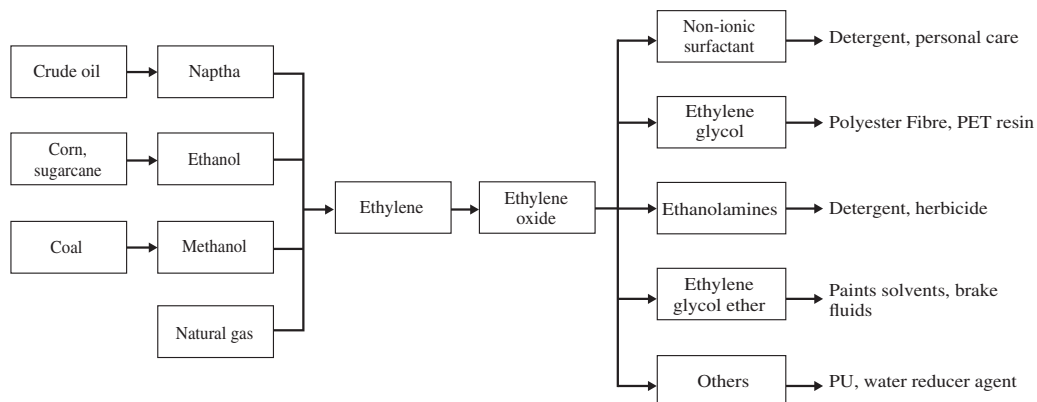 Crude oil
Naptha
Corn,
sugarcane
Ethanol
Coal
Methanol
Natural gas
Ethylene
Ethylene
oxide
Non-ionic
surfactant
Detergent, personal care
Ethylene
glycol
Polyester Fibre, PET resin
Ethanolamines
Detergent, herbicide
Ethylene
glycol ether
Paints solvents, brake
fluids
Others
PU, water reducer agent